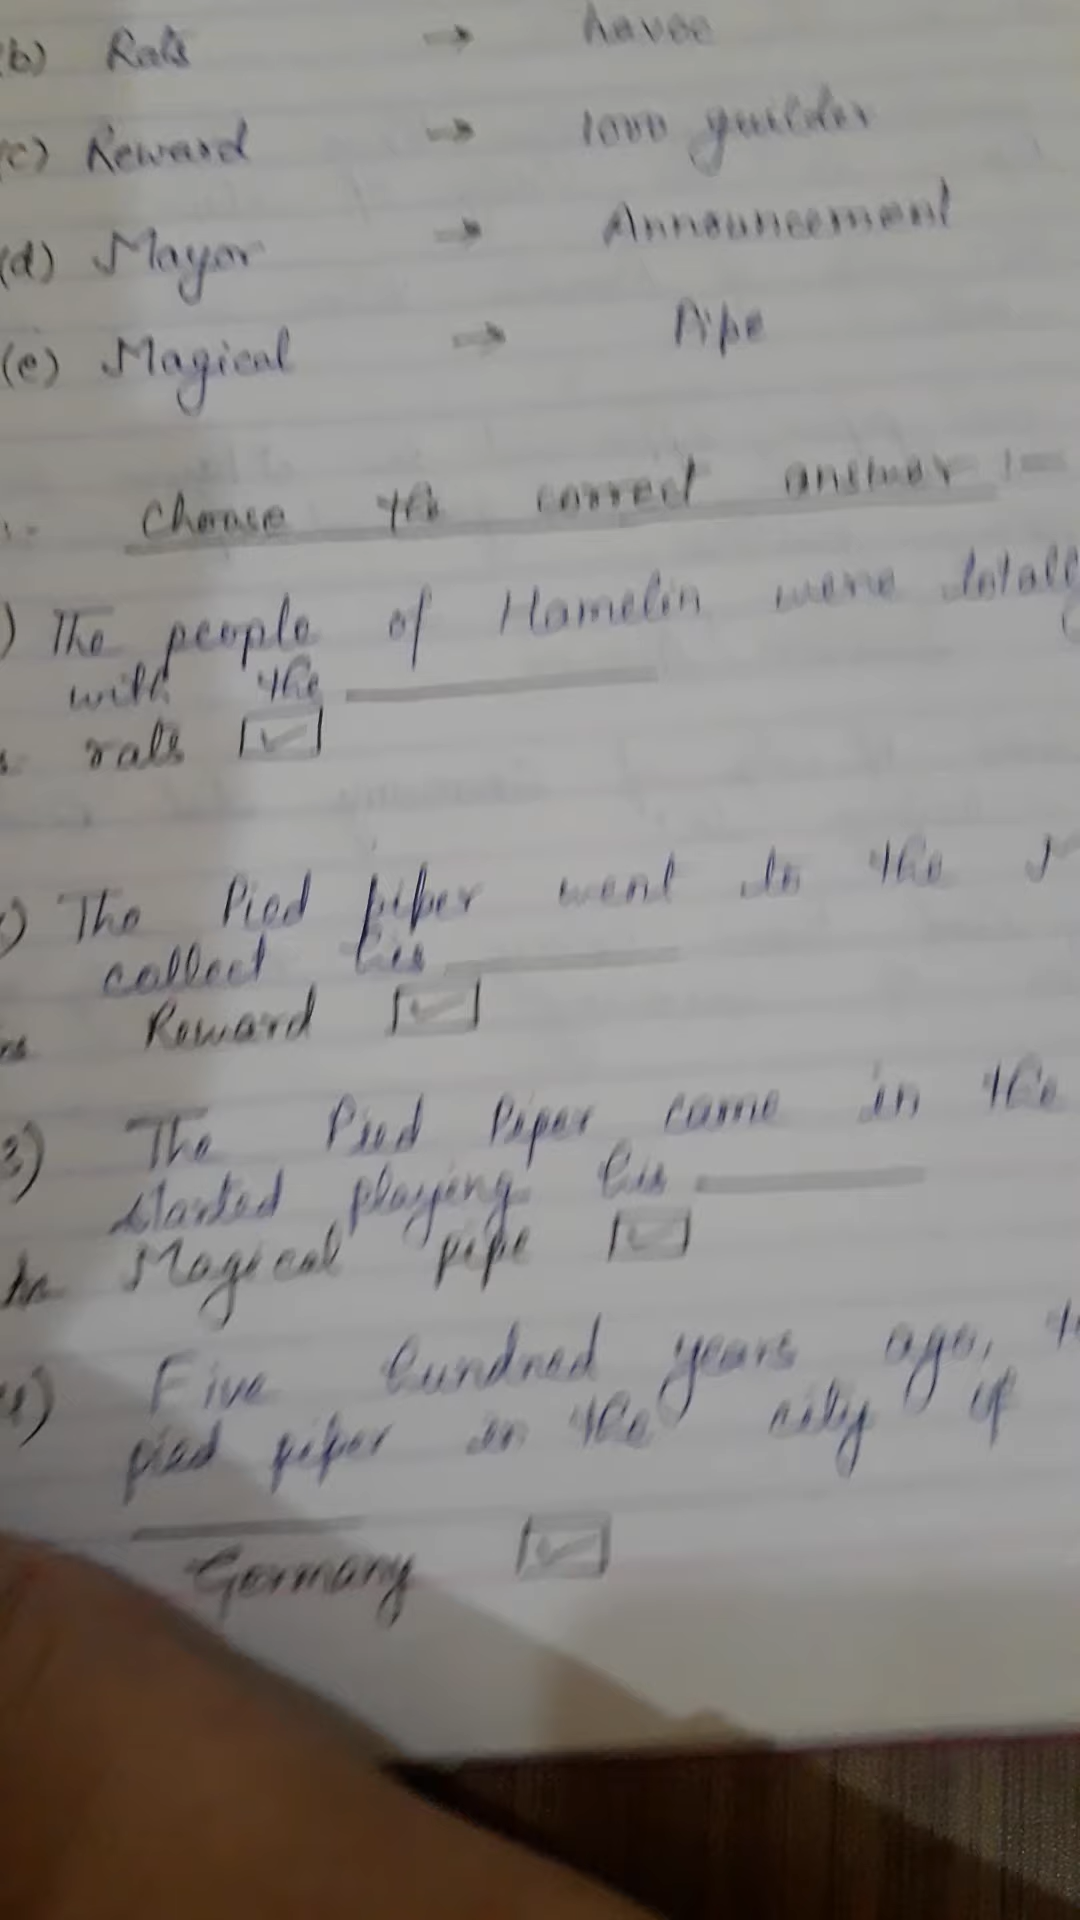 (b) Rats → havoc
(c) Reward → 1000 guilder
(d) Mayor → Announcement
(e) Magical → Pipe
Choose the correct answer :-
) The people of Hamelin were totally
with the
rats
) The Pied piper went to the
collect his
Reward
3) The Pied Piper came in the
started playing his
An Magical pipe
4) Five hundred years ago,
pied piper in the city of
Germany